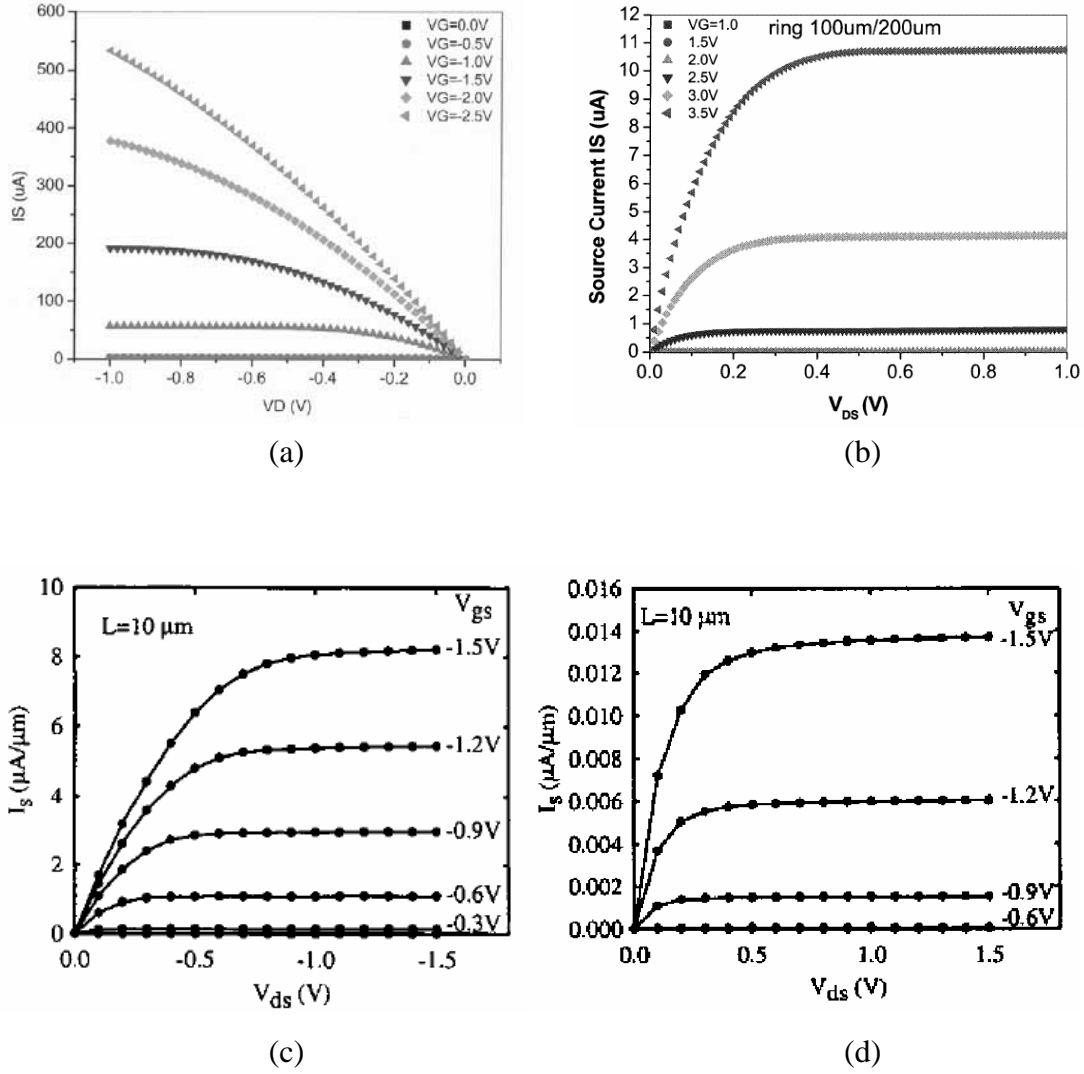 600
500
400
300
200
100
0
IS (uA)
-1.0
-0.8
-0.6
-0.4
-0.2
0.0
VD (V)
VG=0.0V
VG=-0.5V
VG=-1.0V
VG=-1.5V
VG=-2.0V
VG=-2.5V
(a)
12
11
10
9
8
7
6
5
4
3
2
1
0
Source Current IS (uA)
VG=1.0
1.5V
2.0V
2.5V
3.0V
3.5V
ring 100um/200um
0.0
0.2
0.4
0.6
0.8
1.0
V_DS (V)
(b)
10
8
6
4
2
0
I_s (μA/μm)
L=10 μm
V_gs
-1.5V
-1.2V
-0.9V
-0.6V
-0.3V
0.0
-0.5
-1.0
-1.5
V_ds (V)
(c)
0.016
0.014
0.012
0.010
0.008
0.006
0.004
0.002
0.000
I_s (μA/μm)
L=10 μm
V_gs
-1.5V
-1.2V
-0.9V
-0.6V
0.0
0.5
1.0
1.5
V_ds (V)
(d)